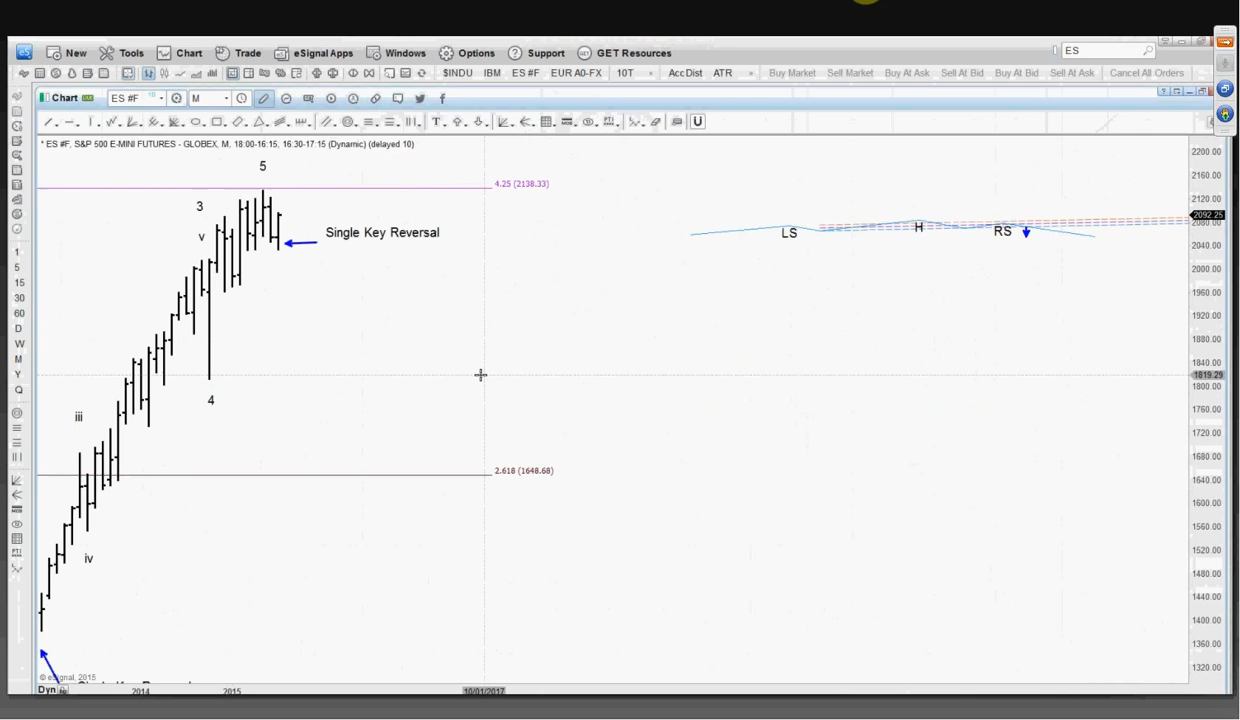 eS New Tools Chart Trade eSignal Apps Windows Options Support GET GET Resources ES
$INDU IBM ES #F EUR A0-FX 10T » AccDist ATR » Buy Market Sell Market Buy At Ask Sell At Bid Buy At Bid Sell At Ask Cancel All Orders
Chart ES #F M
T U
* ES #F, S&P 500 E-MINI FUTURES - GLOBEX, M, 18:00-16:15, 16:30-17:15 (Dynamic) (delayed 10)
2200.00
5
2160.00
4.25 (2138.33)
2120.00
3
2092.25
2080.00
v
Single Key Reversal
LS H RS
2040.00
1
2000.00
5
15
1960.00
30
1920.00
60
D
1880.00
W
1840.00
M
Y
1819.29
1800.00
Q
4
1760.00
iii
1720.00
1680.00
2.618 (1648.68)
1640.00
1600.00
PTI
iv
1560.00
1520.00
1480.00
1440.00
1400.00
1360.00
1320.00
© eSignal, 2015
Dyn 2014 2015 10/01/2017